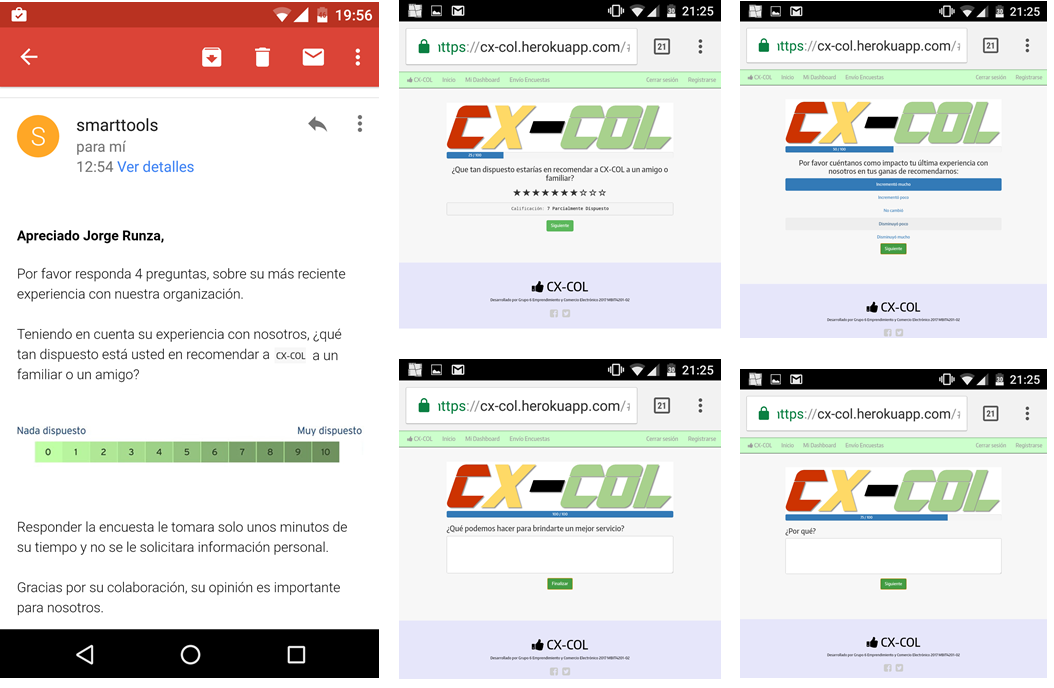 19:56
S
smarttools
para mí
12:54 Ver detalles
Apreciado Jorge Runza,
Por favor responda 4 preguntas, sobre su más reciente
experiencia con nuestra organización.
Teniendo en cuenta su experiencia con nosotros, ¿qué
tan dispuesto está usted en recomendar a CX-COL a un
familiar o un amigo?
Nada dispuesto Muy dispuesto
0 1 2 3 4 5 6 7 8 9 10
Responder la encuesta le tomara solo unos minutos de
su tiempo y no se le solicitara información personal.
Gracias por su colaboración, su opinión es importante
para nosotros.
21:25
https://cx-col.herokuapp.com/
21
CX-COL Inicio Mi Dashboard Envío Encuestas Cerrar sesión Registrarse
CX-COL
25 / 100
¿Que tan dispuesto estarías en recomendar a CX-COL a un amigo o
familiar?
Calificación: 7 Parcialmente Dispuesto
Siguiente
CX-COL
Desarrollado por Grupo 6 Emprendimiento y Comercio Electrónico 2017 MBIT4201-02
21:25
https://cx-col.herokuapp.com/
21
CX-COL Inicio Mi Dashboard Envío Encuestas Cerrar sesión Registrarse
CX-COL
50 / 100
Por favor cuéntanos como impacto tu última experiencia con
nosotros en tus ganas de recomendarnos:
Incrementó mucho
Incrementó poco
No cambió
Disminuyó poco
Disminuyó mucho
Siguiente
CX-COL
Desarrollado por Grupo 6 Emprendimiento y Comercio Electrónico 2017 MBIT4201-02
21:25
https://cx-col.herokuapp.com/
21
CX-COL Inicio Mi Dashboard Envío Encuestas Cerrar sesión Registrarse
CX-COL
100 / 100
¿Qué podemos hacer para brindarte un mejor servicio?
Finalizar
CX-COL
Desarrollado por Grupo 6 Emprendimiento y Comercio Electrónico 2017 MBIT4201-02
21:25
https://cx-col.herokuapp.com/
21
CX-COL Inicio Mi Dashboard Envío Encuestas Cerrar sesión Registrarse
CX-COL
/ 100
¿Por qué?
Siguiente
CX-COL
Desarrollado por Grupo 6 Emprendimiento y Comercio Electrónico 2017 MBIT4201-02